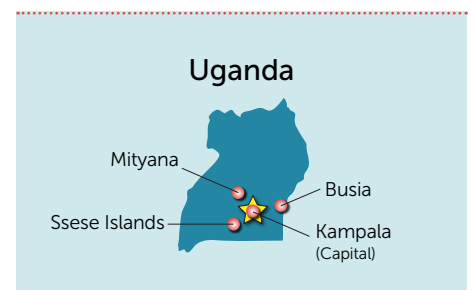 Uganda
Mityana
Busia
Ssese Islands
Kampala
(Capital)